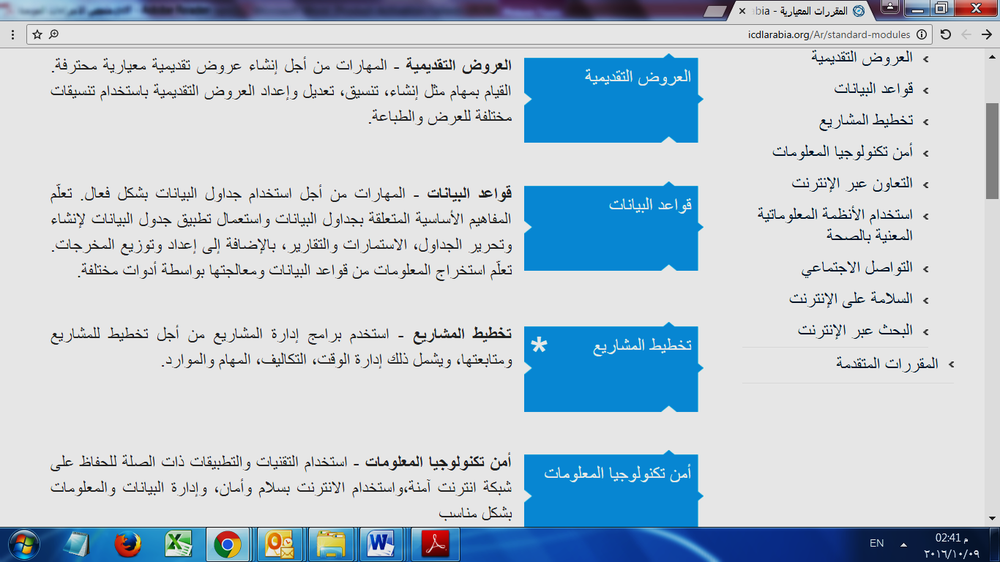 المقررات المعيارية - bia
icdlarabia.org/Ar/standard-modules
العروض التقديمية
قواعد البيانات
تخطيط المشاريع
أمن تكنولوجيا المعلومات
التعاون عبر الإنترنت
استخدام الأنظمة المعلوماتية
المعنية بالصحة
التواصل الاجتماعي
السلامة على الإنترنت
البحث عبر الإنترنت
المقررات المتقدمة
العروض التقديمية
العروض التقديمية - المهارات من أجل إنشاء عروض تقديمية معيارية محترفة.
القيام بمهام مثل إنشاء، تنسيق، تعديل وإعداد العروض التقديمية باستخدام تنسيقات
مختلفة للعرض والطباعة.
قواعد البيانات
قواعد البيانات - المهارات من أجل استخدام جداول البيانات بشكل فعال. تعلّم
المفاهيم الأساسية المتعلقة بجداول البيانات واستعمال تطبيق جدول البيانات لإنشاء
وتحرير الجداول، الاستمارات والتقارير، بالإضافة إلى إعداد وتوزيع المخرجات.
تعلّم استخراج المعلومات من قواعد البيانات ومعالجتها بواسطة أدوات مختلفة.
تخطيط المشاريع *
تخطيط المشاريع - استخدم برامج إدارة المشاريع من أجل تخطيط للمشاريع
ومتابعتها، ويشمل ذلك إدارة الوقت، التكاليف، المهام والموارد.
أمن تكنولوجيا المعلومات
أمن تكنولوجيا المعلومات - استخدام التقنيات والتطبيقات ذات الصلة للحفاظ على
شبكة انترنت آمنة،واستخدام الانترنت بسلام وأمان، وإدارة البيانات والمعلومات
بشكل مناسب
EN
02:41 م
٢٠١٦/١٠/٠٩